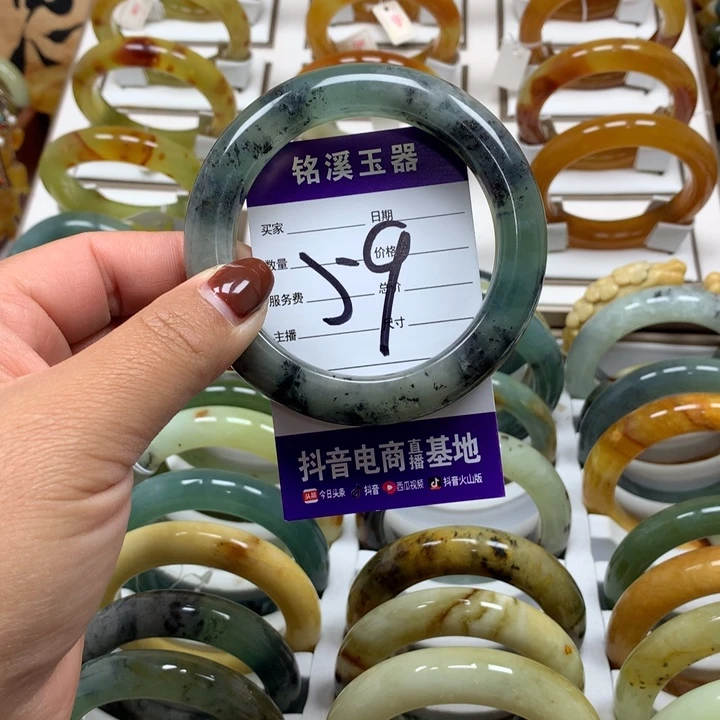 铭溪玉器
买家 日期
数量 价格
服务费 总价
主播 尺寸
59
抖音电商直播基地
今日头条 抖音 西瓜视频 抖音火山版